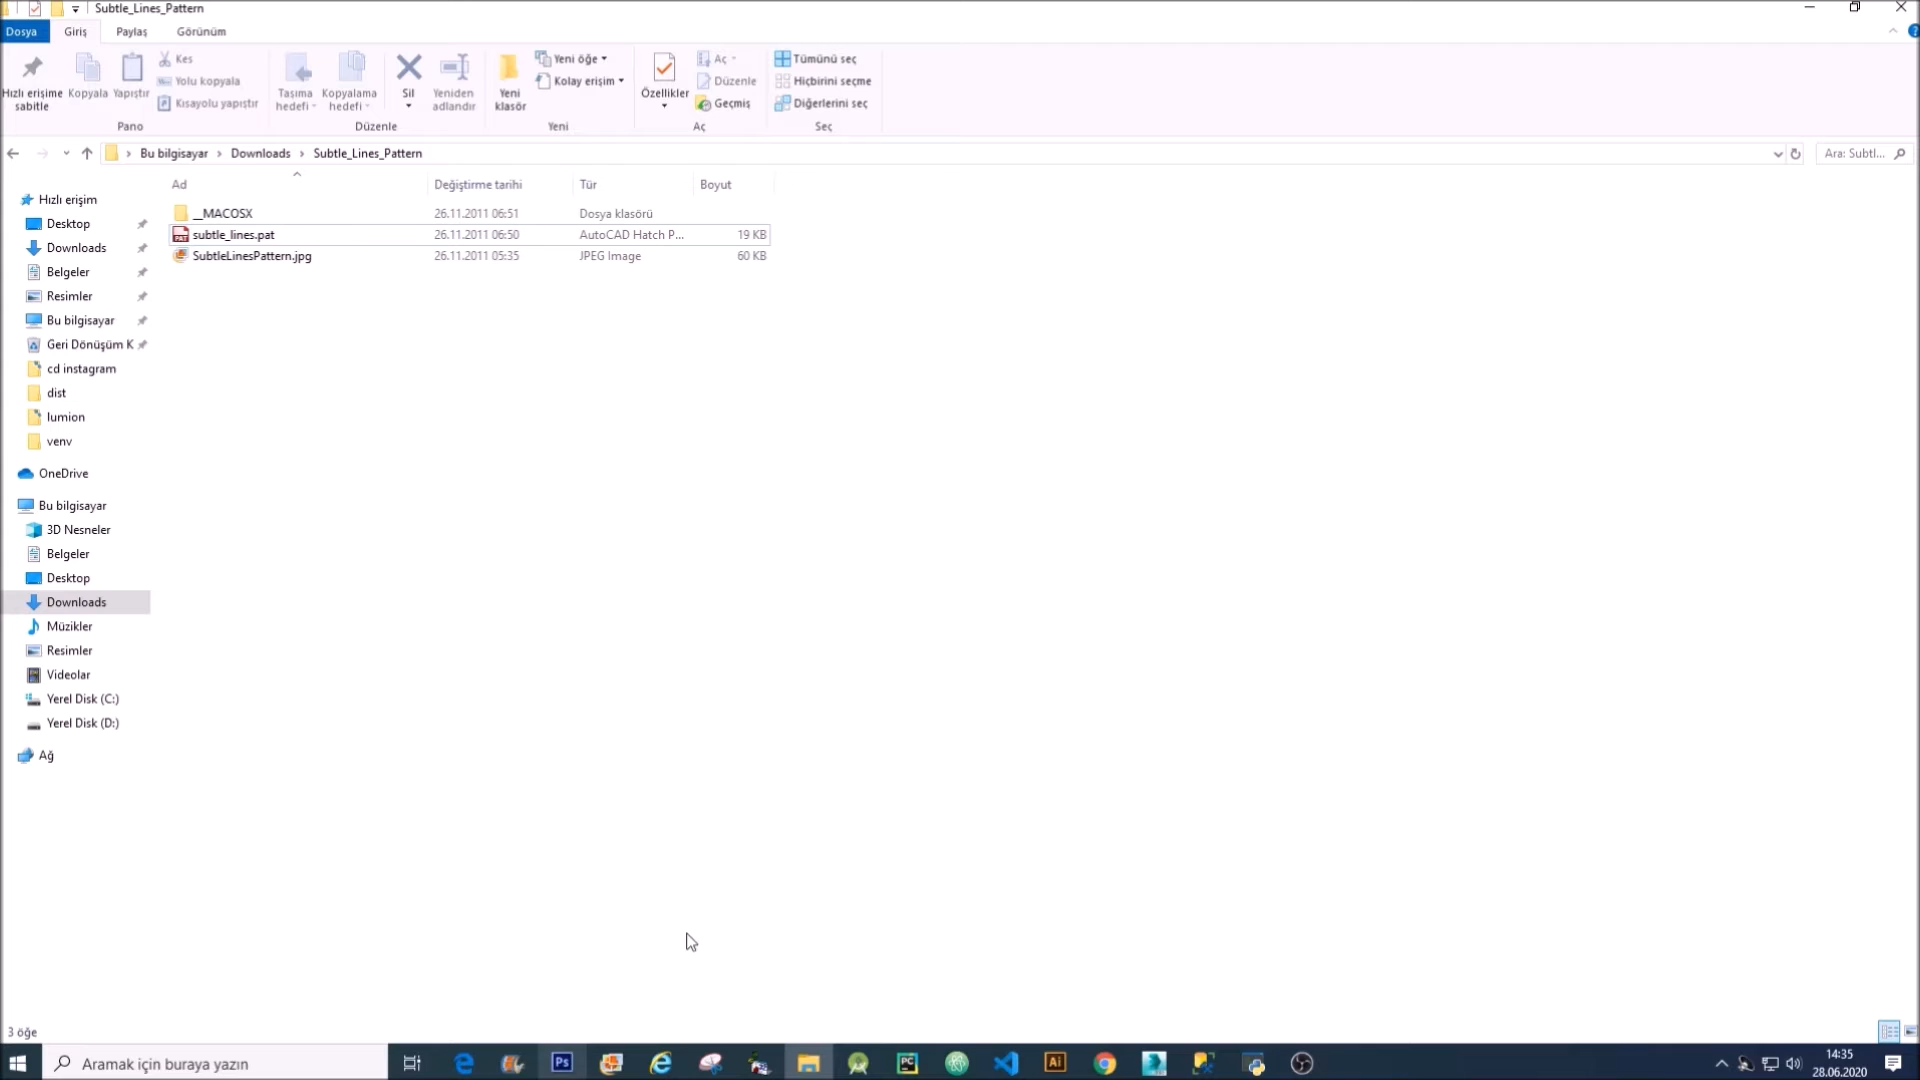 Subtle_Lines_Pattern
Dosya Giriş Paylaş Görünüm
Hızlı erişime sabitle
Kopyala
Yapıştır
Kes
Yolu kopyala
Kısayolu yapıştır
Pano
Taşıma hedefi
Kopyalama hedefi
Sil
Yeniden adlandır
Düzenle
Yeni klasör
Yeni öğe
Kolay erişim
Yeni
Özellikler
Aç
Düzenle
Geçmiş
Aç
Tümünü seç
Hiçbirini seçme
Diğerlerini seç
Seç
Bu bilgisayar › Downloads › Subtle_Lines_Pattern
Ara: Subtl...
Ad Değiştirme tarihi Tür Boyut
__MACOSX 26.11.2011 06:51 Dosya klasörü
subtle_lines.pat 26.11.2011 06:50 AutoCAD Hatch P... 19 KB
SubtleLinesPattern.jpg 26.11.2011 05:35 JPEG Image 60 KB
Hızlı erişim
Desktop
Downloads
Belgeler
Resimler
Bu bilgisayar
Geri Dönüşüm K
cd instagram
dist
lumion
venv
OneDrive
Bu bilgisayar
3D Nesneler
Belgeler
Desktop
Downloads
Müzikler
Resimler
Videolar
Yerel Disk (C:)
Yerel Disk (D:)
Ağ
3 öğe
Aramak için buraya yazın
Ps
PC
Ai
14:35
28.06.2020